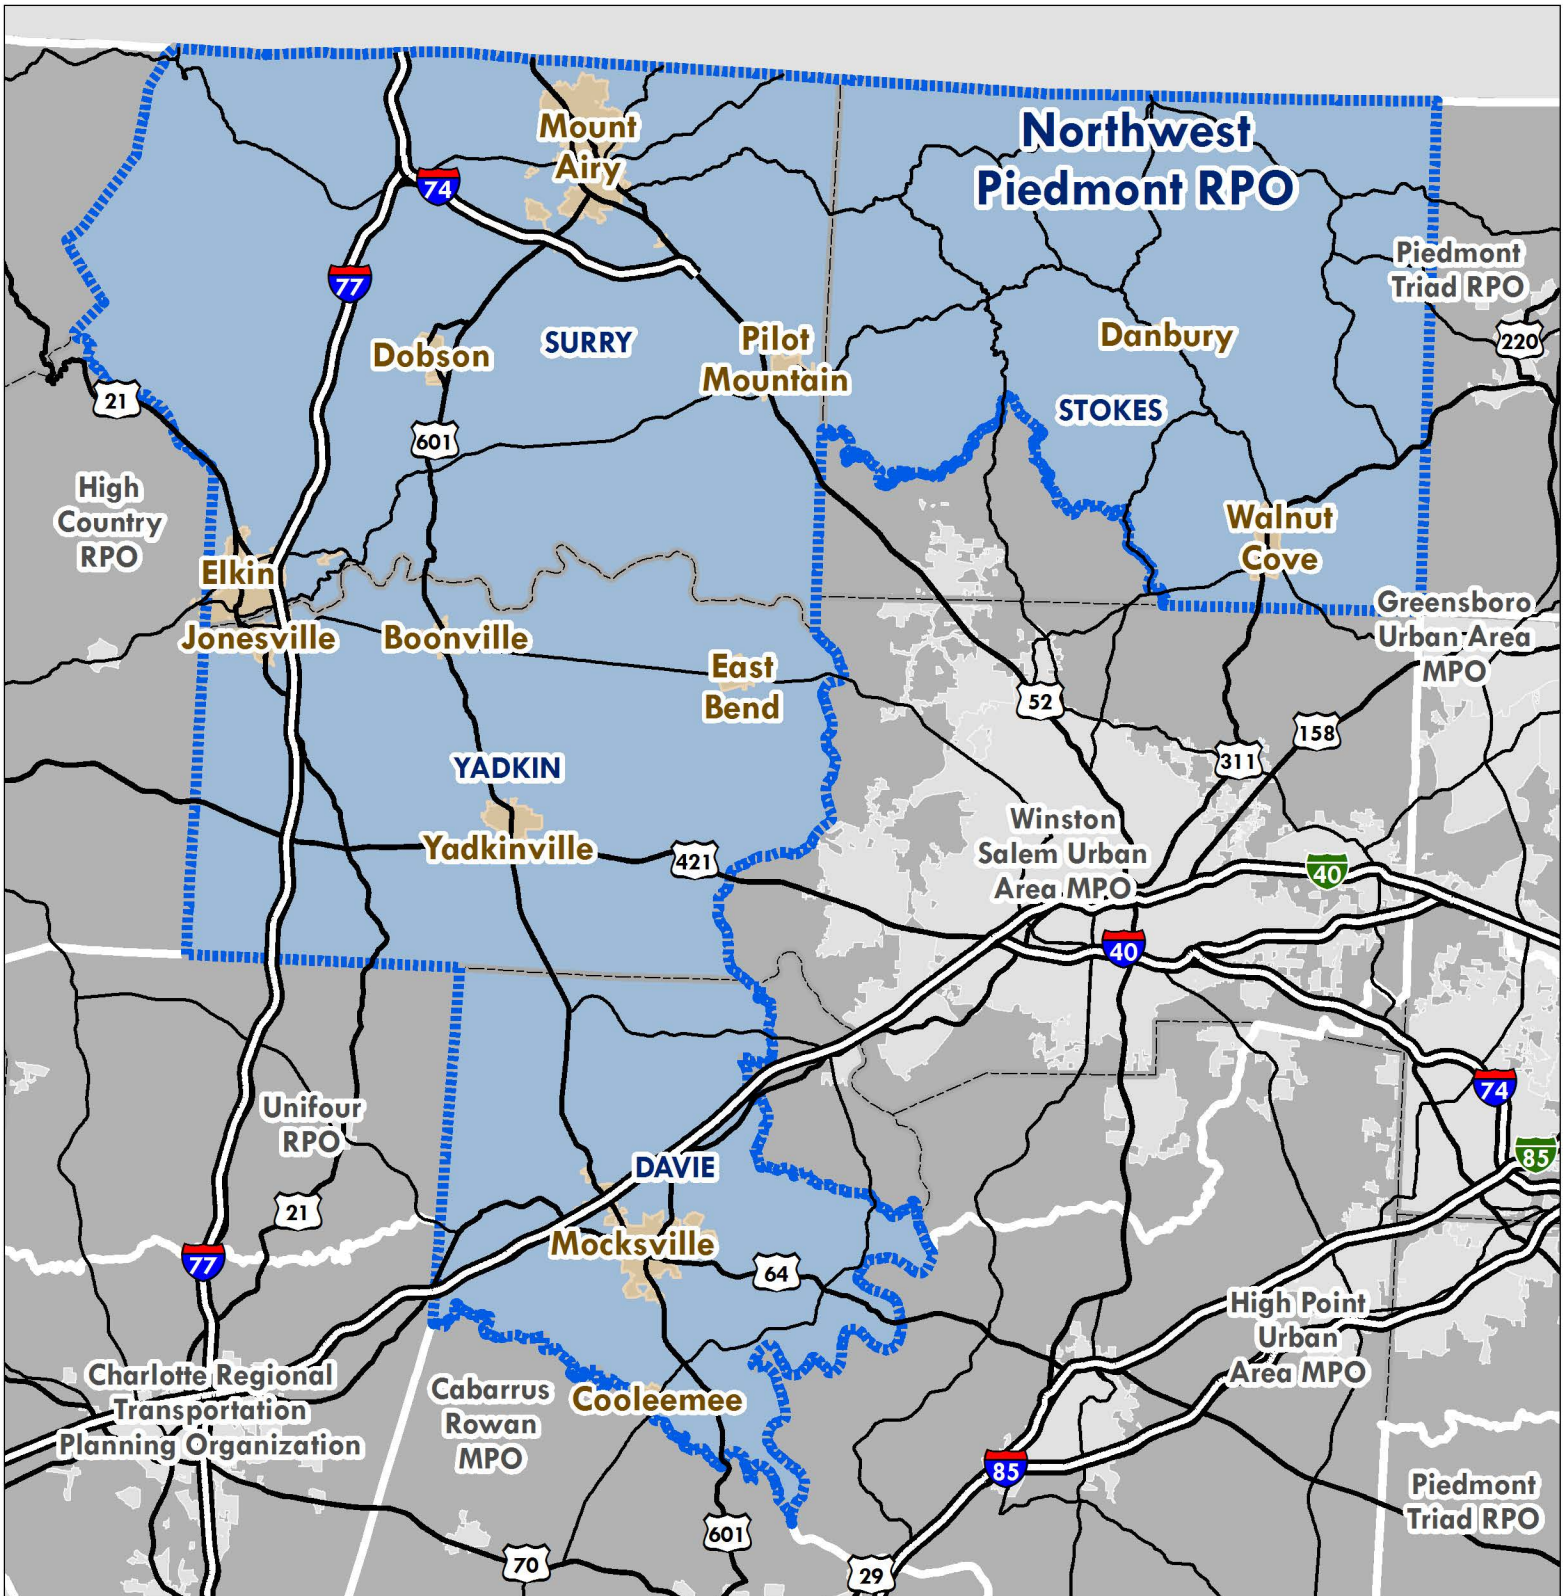 Northwest
Piedmont RPO
Mount
Airy
74
77
Piedmont
Triad RPO
220
Dobson
SURRY
Pilot
Mountain
Danbury
21
STOKES
601
High
Country
RPO
Walnut
Cove
Elkin
Jonesville
Boonville
East
Bend
Greensboro
Urban Area
MPO
52
158
311
YADKIN
Yadkinville
421
Winston
Salem Urban
Area MPO
40
40
74
85
Unifour
RPO
DAVIE
21
77
Mocksville
64
High Point
Urban
Area MPO
Charlotte Regional
Transportation
Planning Organization
Cabarrus
Rowan
MPO
Cooleemee
85
Piedmont
Triad RPO
601
70
29